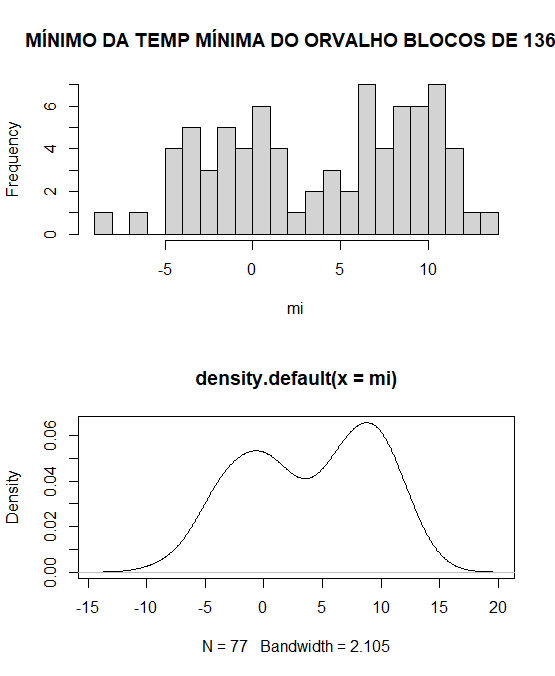 MÍNIMO DA TEMP MÍNIMA DO ORVALHO BLOCOS DE 136
Frequency
0 2 4 6
-5 0 5 10
mi
density.default(x = mi)
Density
0.00 0.02 0.04 0.06
-15 -10 -5 0 5 10 15 20
N = 77 Bandwidth = 2.105